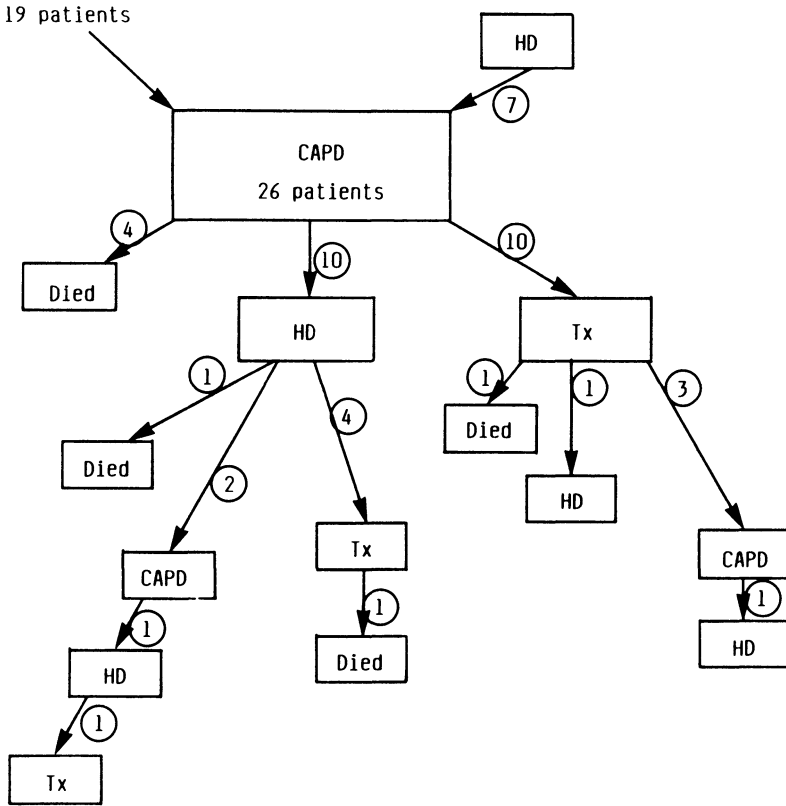 19 patients
HD
7
CAPD
26 patients
4
10
10
Died
HD
Tx
1
4
1
1
3
Died
Died
2
HD
Tx
CAPD
CAPD
1
1
1
HD
Died
HD
1
Tx